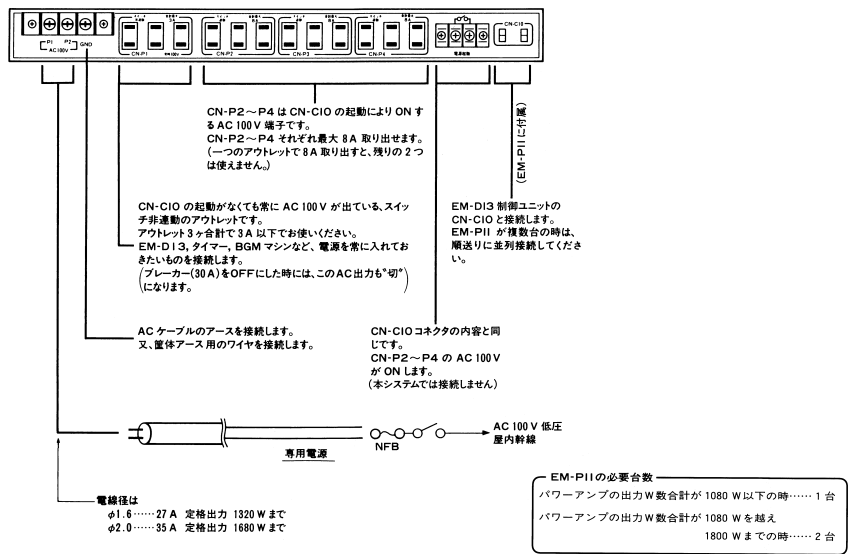 P1 P2 GND
AC100V
CN-P1
CN-P2
CN-P3
CN-P4
電源起動
CN-C10
CN-P2～P4 は CN-C10 の起動により ON す
る AC 100 V 端子です。
CN-P2～P4 それぞれ最大 8A 取り出せます。
(一つのアウトレットで 8A 取り出すと、残りの 2 つ
は使えません。)
(EM-P11に付属)
CN-C10 の起動がなくても常に AC 100 V が出ている、スイッ
チ非連動のアウトレットです。
アウトレット3ヶ合計で 3A 以下でお使いください。
EM-D13, タイマー, BGM マシンなど、電源を常に入れてお
きたいものを接続します。
(ブレーカー(30A)をOFFにした時には、このAC出力も“切”
になります。)
EM-D13 制御ユニットの
CN-C10 と接続します。
EM-P11 が複数台の時は、
順送りに並列接続してくださ
い。
AC ケーブルのアースを接続します。
又、筐体アース用のワイヤを接続します。
CN-C10コネクタの内容と同
じです。
CN-P2～P4 の AC 100V
が ON します。
(本システムでは接続しません)
専用電源
NFB
AC 100 V 低圧
屋内幹線
電線径は
φ1.6……27 A 定格出力 1320 W まで
φ2.0……35 A 定格出力 1680 W まで
EM-P11の必要台数
パワーアンプの出力W数合計が 1080 W以下の時…… 1 台
パワーアンプの出力W数合計が 1080 Wを越え
1800 Wまでの時…… 2 台